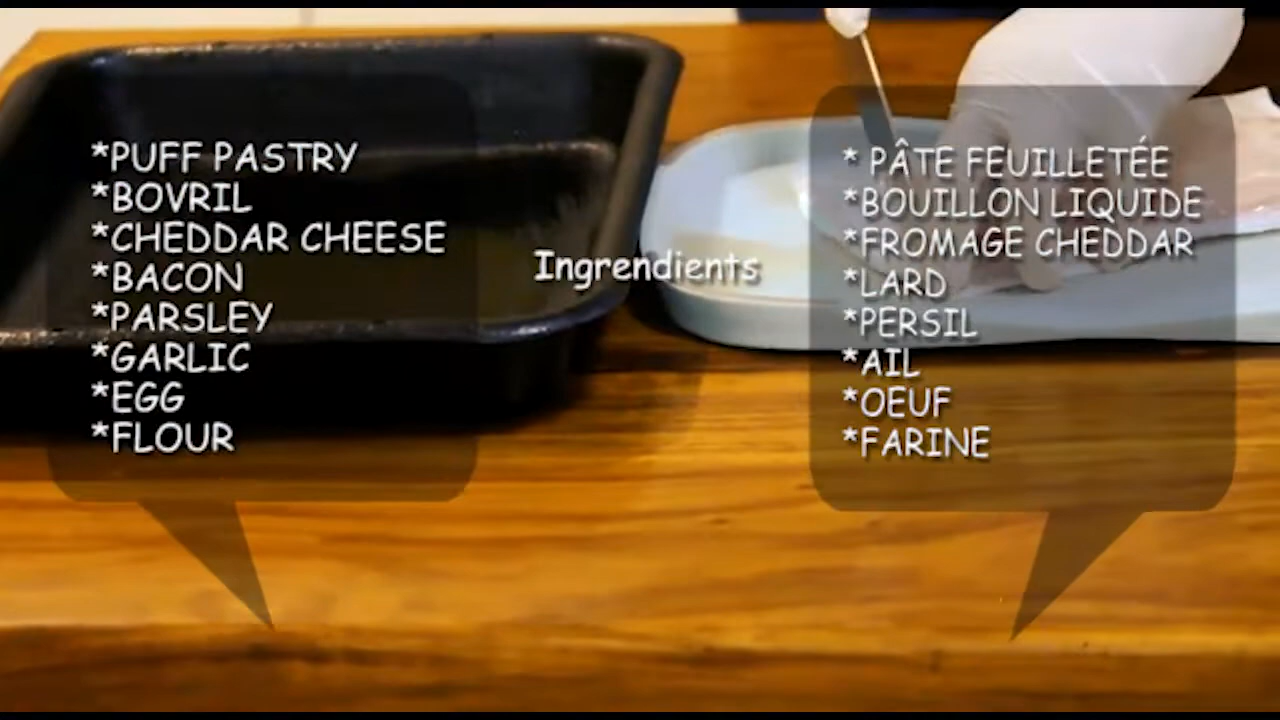 *PUFF PASTRY
*BOVRIL
*CHEDDAR CHEESE
*BACON
*PARSLEY
*GARLIC
*EGG
*FLOUR
Ingrendients
* PÂTE FEUILLETÉE
*BOUILLON LIQUIDE
*FROMAGE CHEDDAR
*LARD
*PERSIL
*AIL
*OEUF
*FARINE